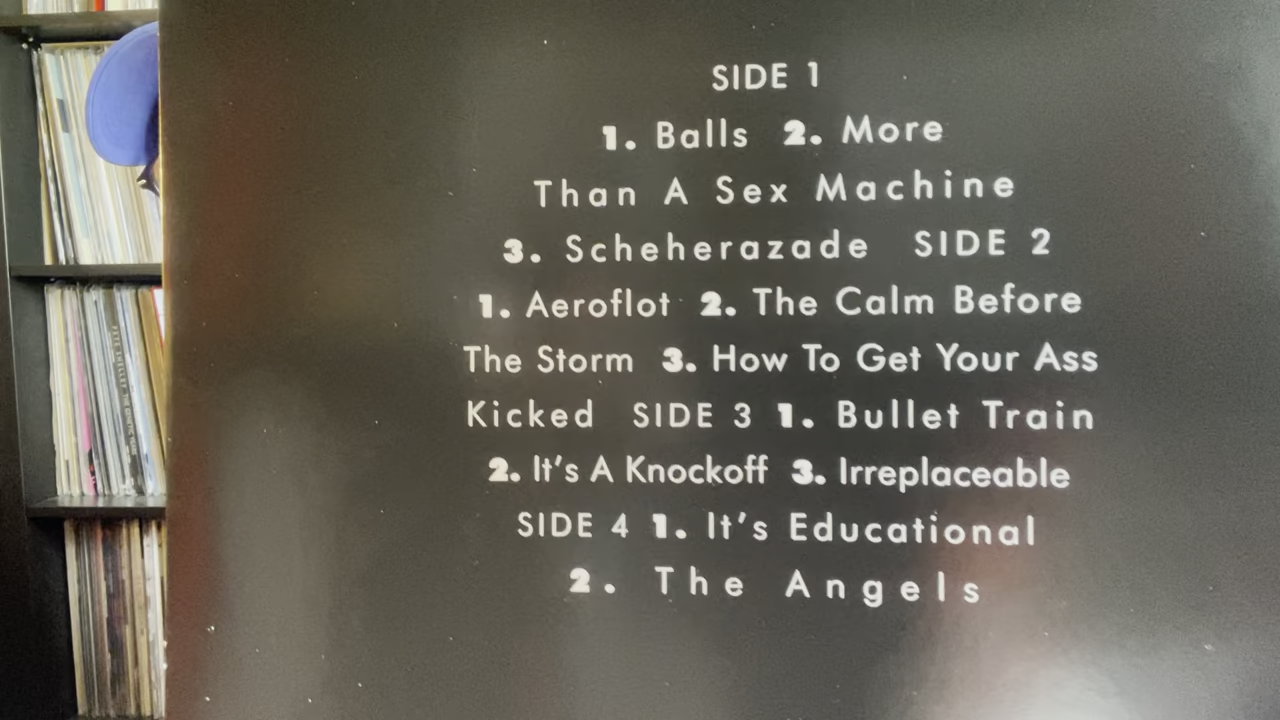 SIDE 1
1. Balls 2. More
Than A Sex Machine
3. Scheherazade SIDE 2
1. Aeroflot 2. The Calm Before
The Storm 3. How To Get Your Ass
Kicked SIDE 3 1. Bullet Train
2. It's A Knockoff 3. Irreplaceable
SIDE 4 1. It's Educational
2. The Angels